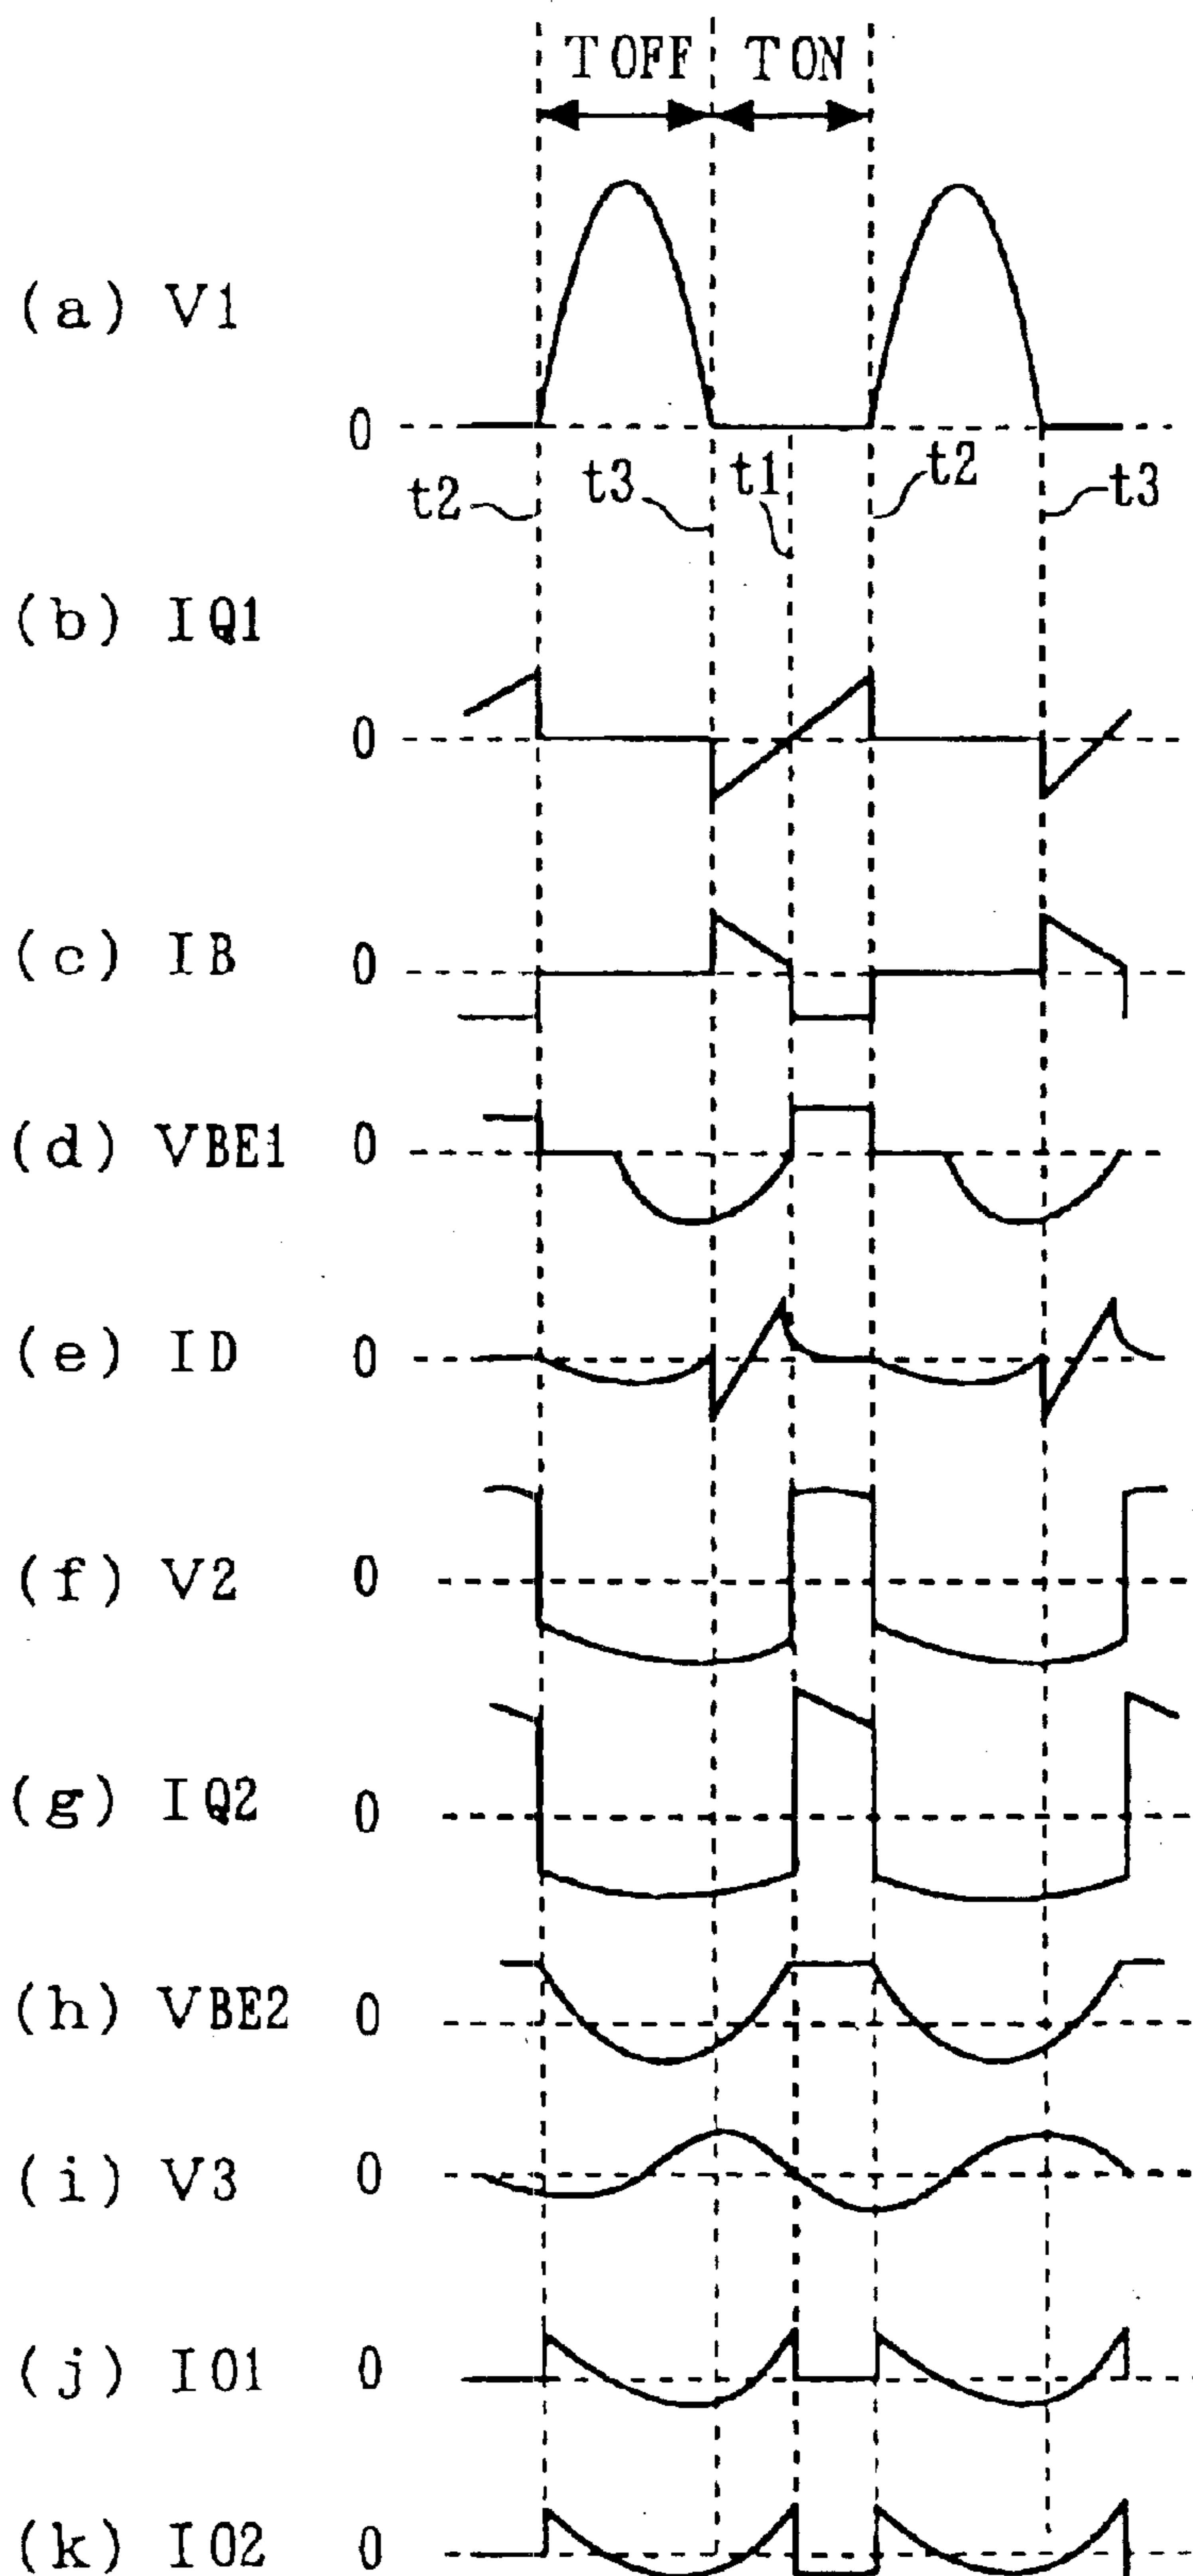 TOFF TON
(a) V1
0
t2 t3 t1 t2 t3
(b) IQ1
0
(c) IB 0
(d) VBE1 0
(e) ID 0
(f) V2 0
(g) IQ2 0
(h) VBE2 0
(i) V3 0
(j) IO1 0
(k) IO2 0